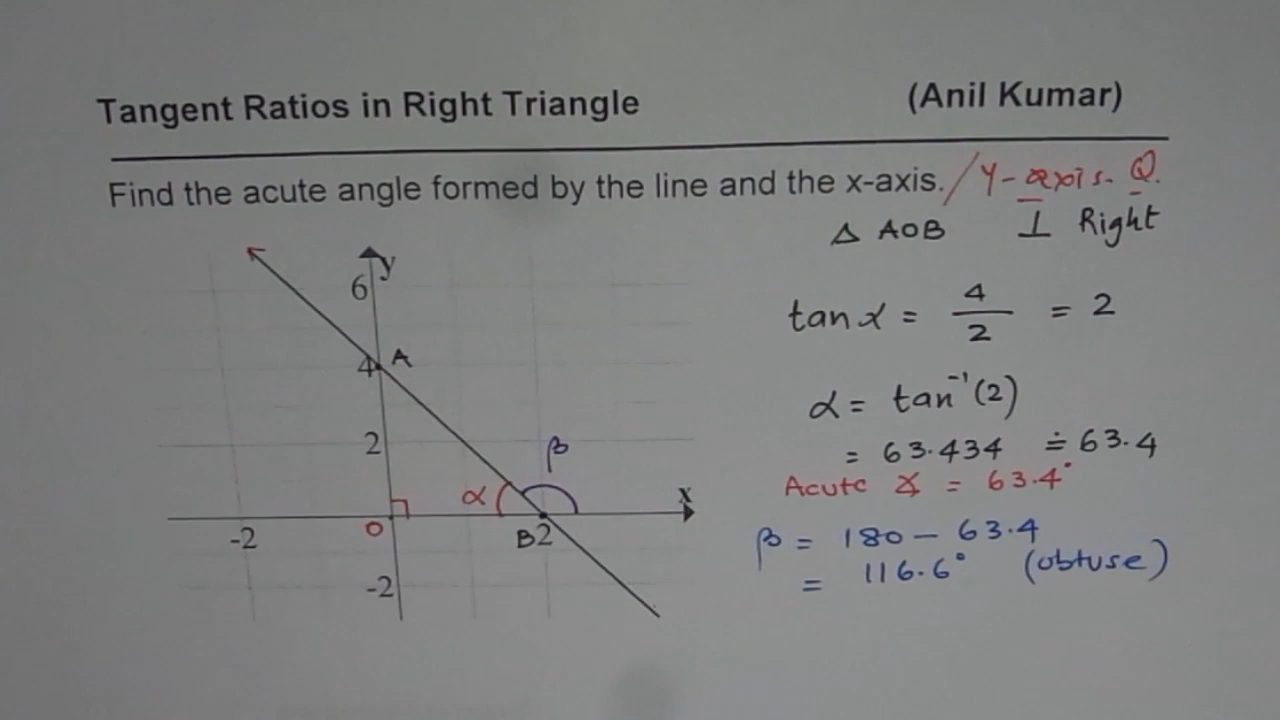 Tangent Ratios in Right Triangle (Anil Kumar)
Find the acute angle formed by the line and the x-axis. / Y-axis. Q.
△ AOB ⊥ Right
tan α = 4/2 = 2
α = tan⁻¹(2)
= 63.434 ≐ 63.4
Acute ∡ = 63.4°
β = 180 - 63.4
= 116.6° (obtuse)
y
6
4 A
2
β
α
x
-2 O B 2
-2